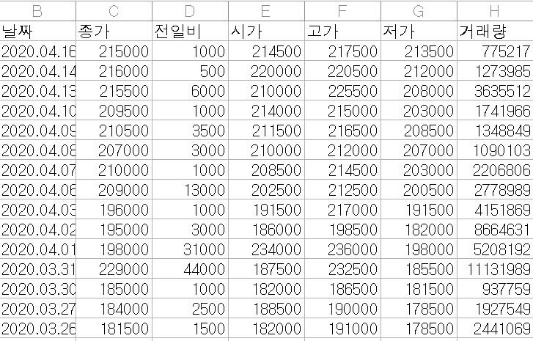 B C D E F G H
날짜 종가 전일비 시가 고가 저가 거래량
2020.04.16 215000 1000 214500 217500 213500 775217
2020.04.14 216000 500 220000 220500 212000 1273985
2020.04.13 215500 6000 210000 225500 208000 3635512
2020.04.10 209500 1000 214000 215000 203000 1741966
2020.04.09 210500 3500 211500 216500 208500 1348849
2020.04.08 207000 3000 210000 212000 207000 1090103
2020.04.07 210000 1000 208500 214500 203000 2206806
2020.04.06 209000 13000 202500 212500 200500 2778989
2020.04.03 196000 1000 191500 217000 191500 4151869
2020.04.02 195000 3000 186000 198500 182000 8664631
2020.04.01 198000 31000 234000 236000 198000 5208192
2020.03.31 229000 44000 187500 232500 185500 11131989
2020.03.30 185000 1000 182000 186500 181500 937759
2020.03.27 184000 2500 188500 190000 178500 1927549
2020.03.26 181500 1500 182000 191000 178500 2441069